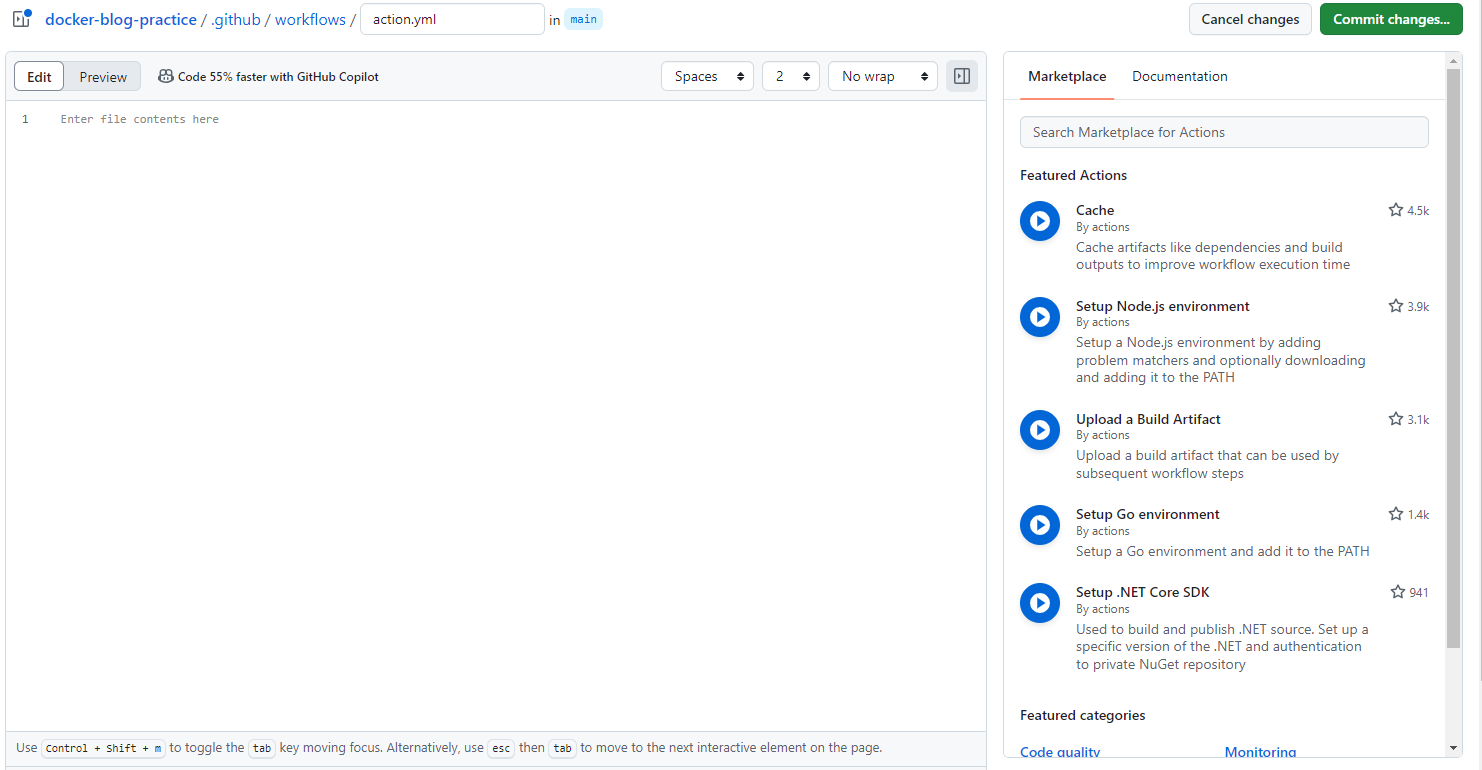 docker-blog-practice / .github / workflows / action.yml in main Cancel changes Commit changes...
Edit Preview Code 55% faster with GitHub Copilot Spaces 2 No wrap
1 Enter file contents here
Use Control + Shift + m to toggle the tab key moving focus. Alternatively, use esc then tab to move to the next interactive element on the page.
Marketplace Documentation
Search Marketplace for Actions
Featured Actions
Cache 4.5k
By actions
Cache artifacts like dependencies and build
outputs to improve workflow execution time
Setup Node.js environment 3.9k
By actions
Setup a Node.js environment by adding
problem matchers and optionally downloading
and adding it to the PATH
Upload a Build Artifact 3.1k
By actions
Upload a build artifact that can be used by
subsequent workflow steps
Setup Go environment 1.4k
By actions
Setup a Go environment and add it to the PATH
Setup .NET Core SDK 941
By actions
Used to build and publish .NET source. Set up a
specific version of the .NET and authentication
to private NuGet repository
Featured categories
Code quality Monitoring